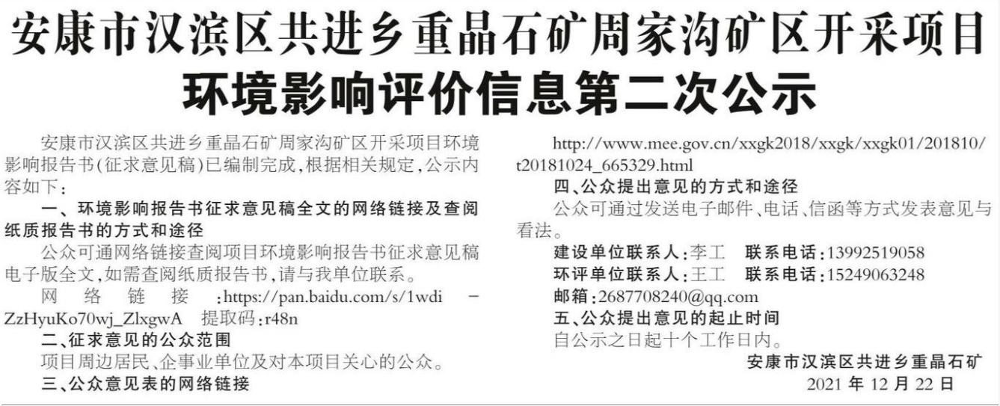 安康市汉滨区共进乡重晶石矿周家沟矿区开采项目
环境影响评价信息第二次公示
安康市汉滨区共进乡重晶石矿周家沟矿区开采项目环境
影响报告书(征求意见稿)已编制完成,根据相关规定,公示内
容如下:
一、环境影响报告书征求意见稿全文的网络链接及查阅
纸质报告书的方式和途径
公众可通网络链接查阅项目环境影响报告书征求意见稿
电子版全文,如需查阅纸质报告书,请与我单位联系。
网络链接:https://pan.baidu.com/s/1wdi-
ZzHyuKo70wj_ZlxgwA 提取码:r48n
二、征求意见的公众范围
项目周边居民、企事业单位及对本项目关心的公众。
三、公众意见表的网络链接
http://www.mee.gov.cn/xxgk2018/xxgk/xxgk01/201810/
t20181024_665329.html
四、公众提出意见的方式和途径
公众可通过发送电子邮件、电话、信函等方式发表意见与
看法。
建设单位联系人:李工 联系电话:13992519058
环评单位联系人:王工 联系电话:15249063248
邮箱:2687708240@qq.com
五、公众提出意见的起止时间
自公示之日起十个工作日内。
安康市汉滨区共进乡重晶石矿
2021年12月22日